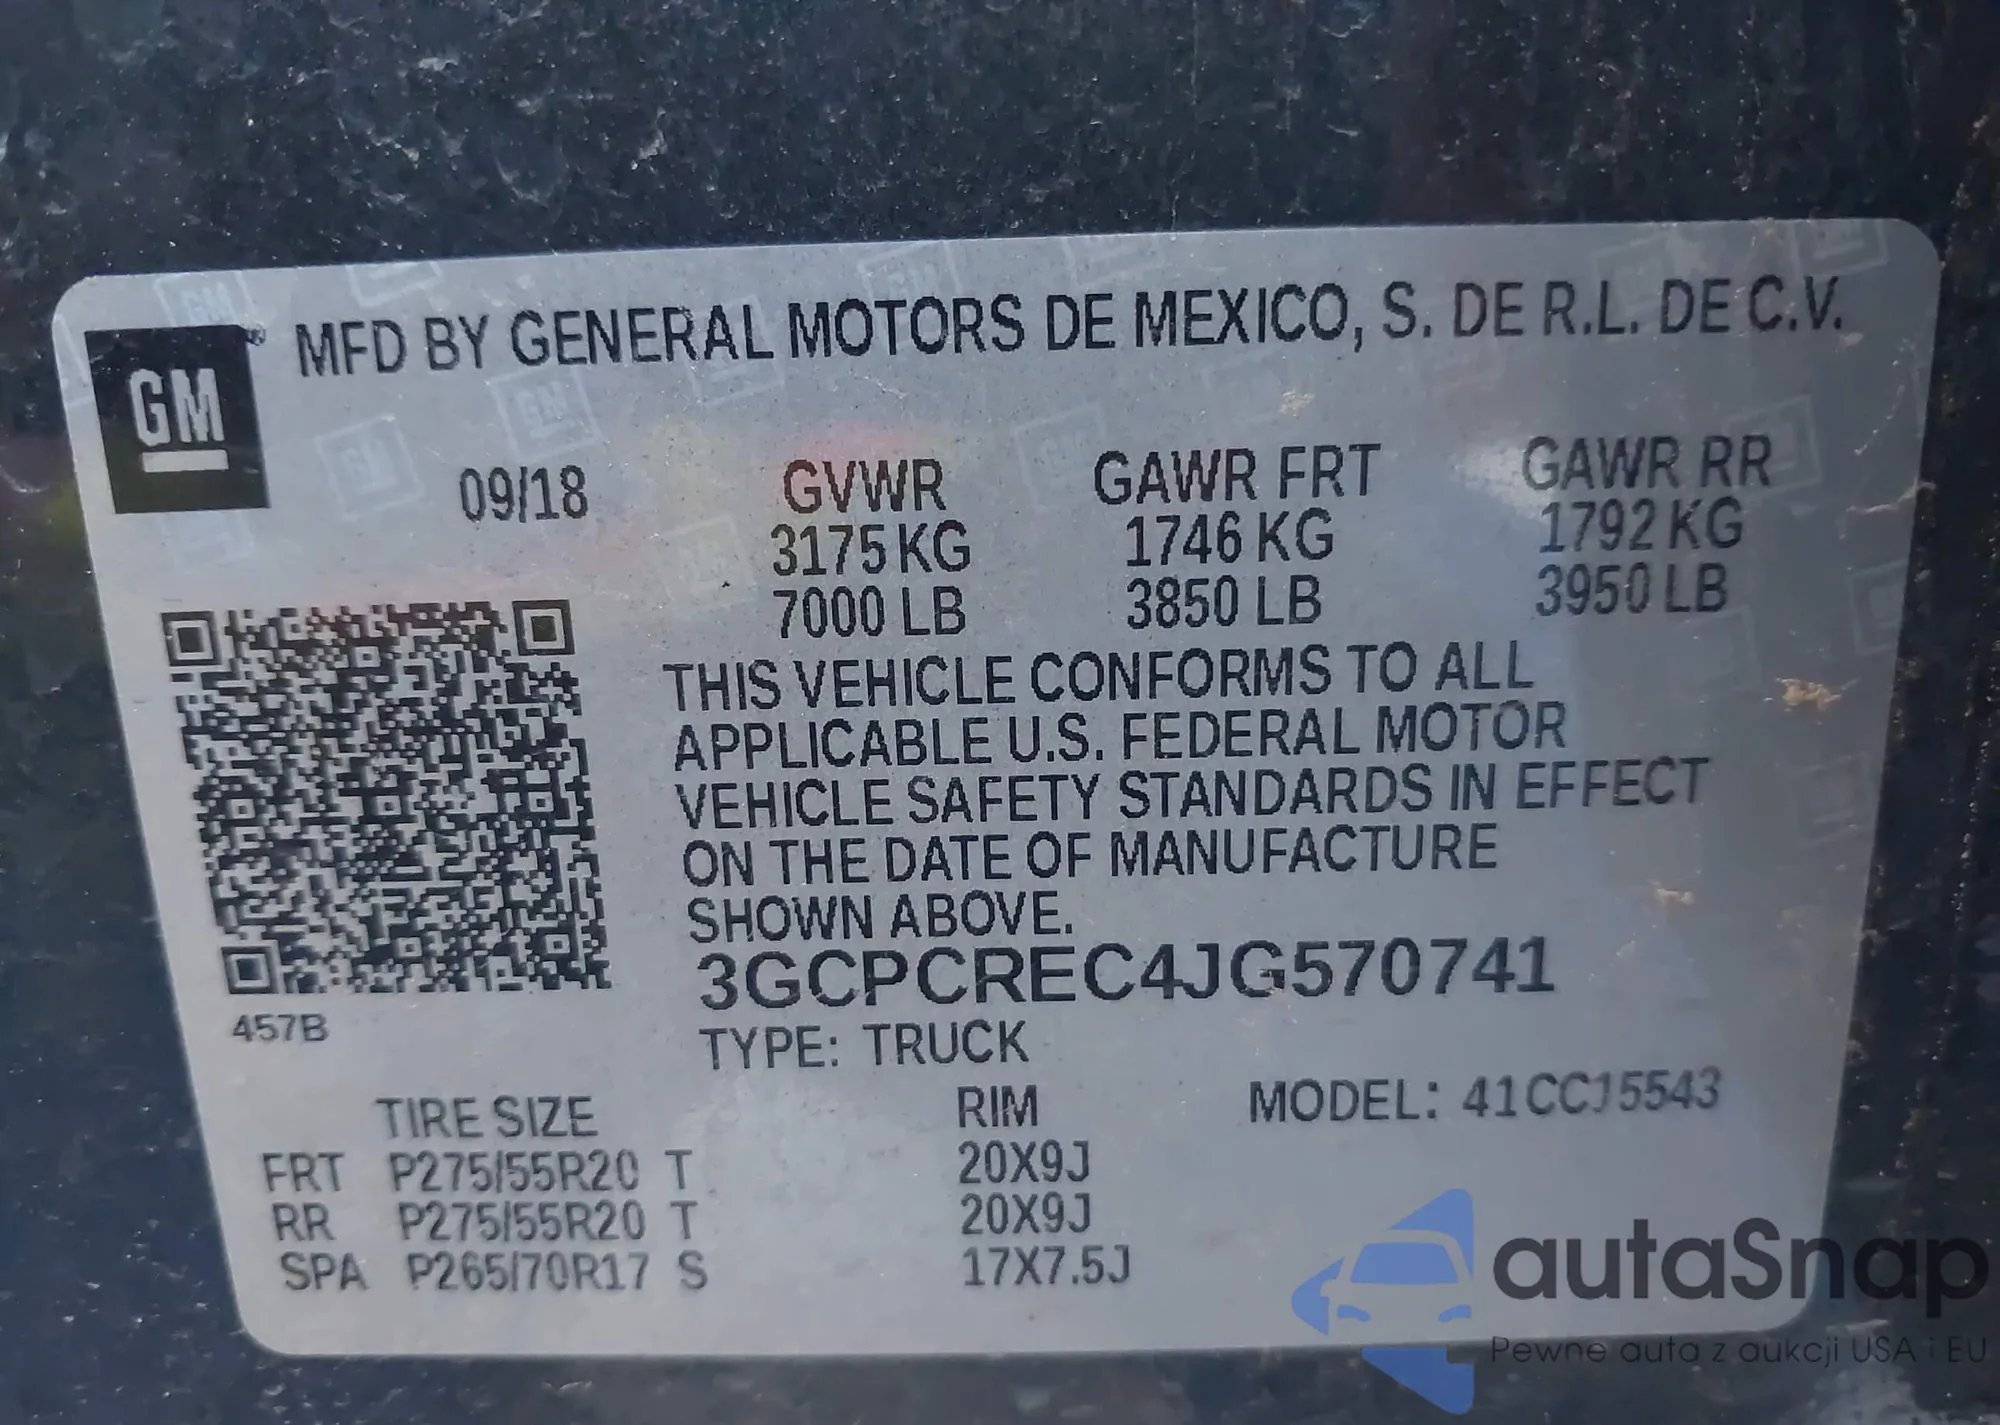 GM
MFD BY GENERAL MOTORS DE MEXICO, S. DE R.L. DE C.V.
09/18 GVWR GAWR FRT GAWR RR
3175 KG 1746 KG 1792 KG
7000 LB 3850 LB 3950 LB
THIS VEHICLE CONFORMS TO ALL
APPLICABLE U.S. FEDERAL MOTOR
VEHICLE SAFETY STANDARDS IN EFFECT
ON THE DATE OF MANUFACTURE
SHOWN ABOVE.
3GCPCREC4JG570741
457B
TYPE: TRUCK
TIRE SIZE RIM MODEL: 41CC15543
FRT P275/55R20 T 20X9J
RR P275/55R20 T 20X9J
SPA P265/70R17 S 17X7.5J
autaSnap
Pewne auta z aukcji USA i EU